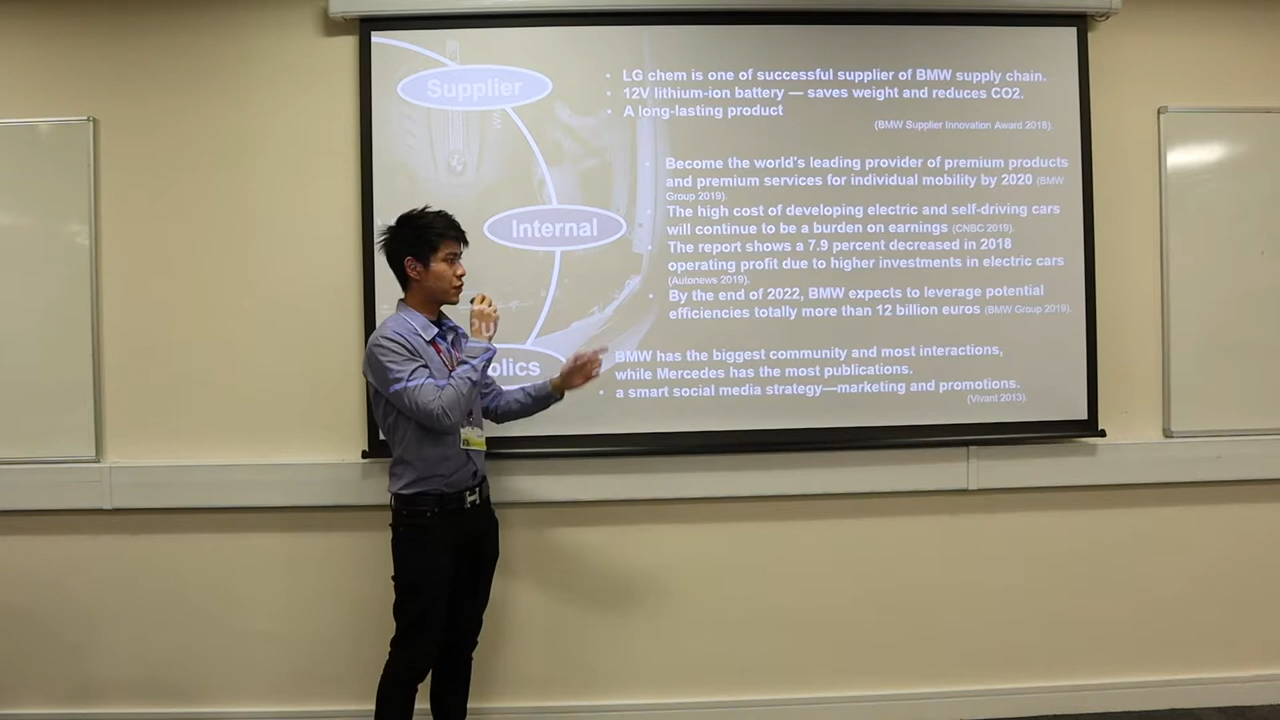 Supplier
• LG chem is one of successful supplier of BMW supply chain.
• 12V lithium-ion battery — saves weight and reduces CO2.
• A long-lasting product
(BMW Supplier Innovation Award 2018).
Internal
• Become the world's leading provider of premium products
and premium services for individual mobility by 2020 (BMW
Group 2019).
• The high cost of developing electric and self-driving cars
will continue to be a burden on earnings (CNBC 2019).
• The report shows a 7.9 percent decreased in 2018
operating profit due to higher investments in electric cars
(Autonews 2019).
• By the end of 2022, BMW expects to leverage potential
efficiencies totally more than 12 billion euros (BMW Group 2019).
Pu olics
BMW has the biggest community and most interactions,
while Mercedes has the most publications.
• a smart social media strategy—marketing and promotions.
(Vivant 2013).